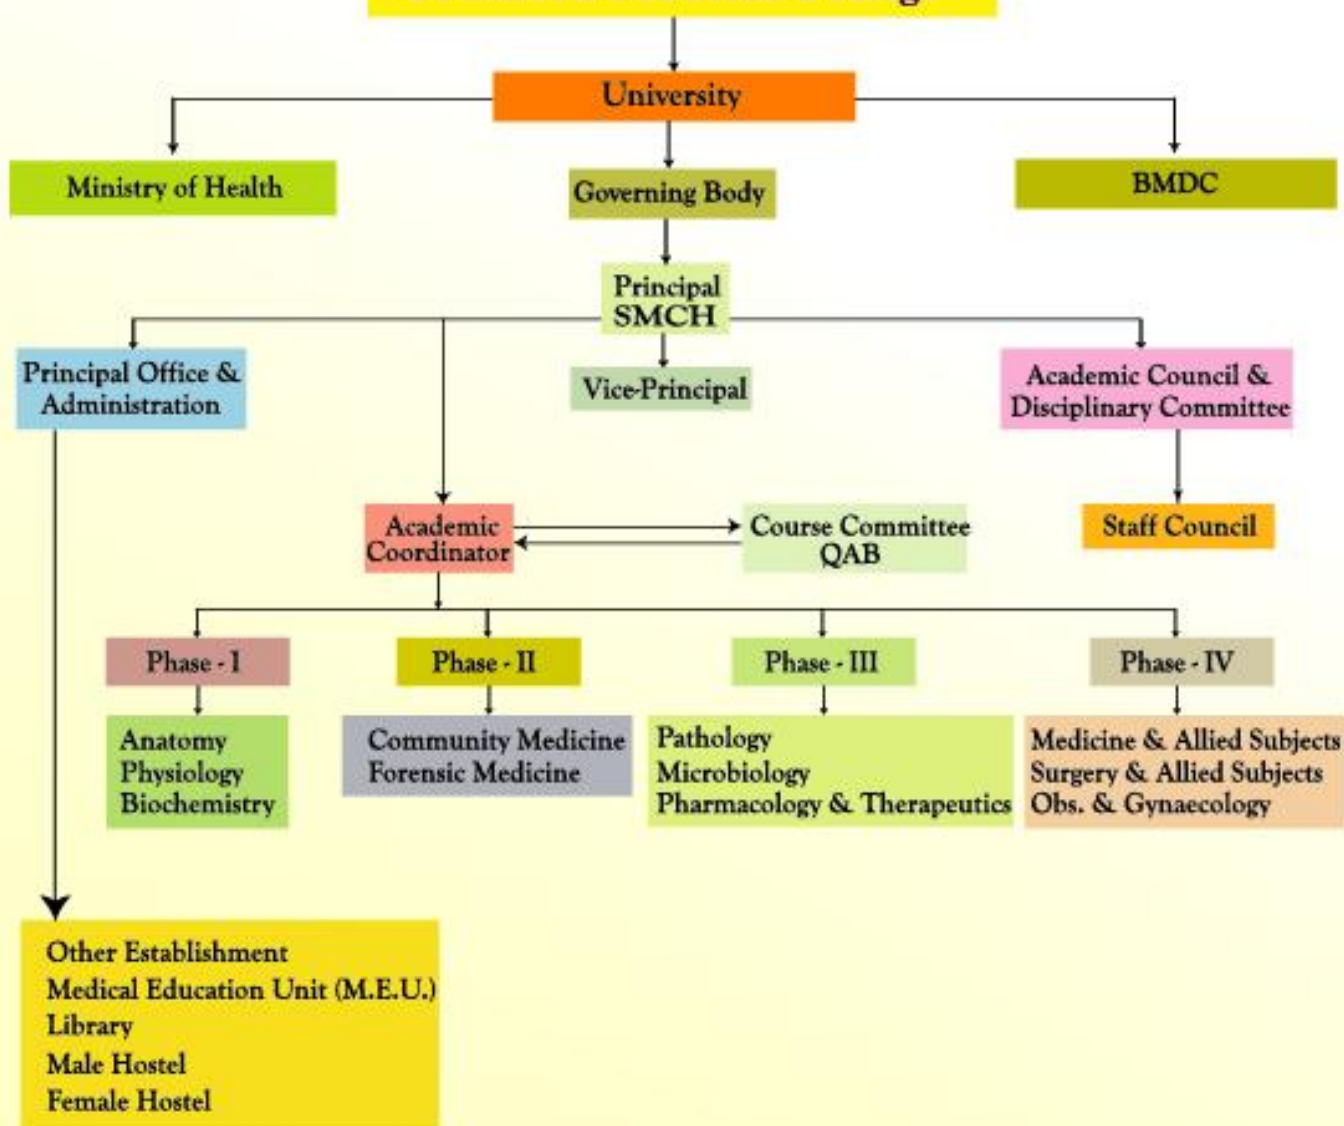 University
Ministry of Health
Governing Body
BMDC
Principal
SMCH
Principal Office &
Administration
Vice-Principal
Academic Council &
Disciplinary Committee
Academic
Coordinator
Course Committee
QAB
Staff Council
Phase - I
Phase - II
Phase - III
Phase - IV
Anatomy
Physiology
Biochemistry
Community Medicine
Forensic Medicine
Pathology
Microbiology
Pharmacology & Therapeutics
Medicine & Allied Subjects
Surgery & Allied Subjects
Obs. & Gynaecology
Other Establishment
Medical Education Unit (M.E.U.)
Library
Male Hostel
Female Hostel